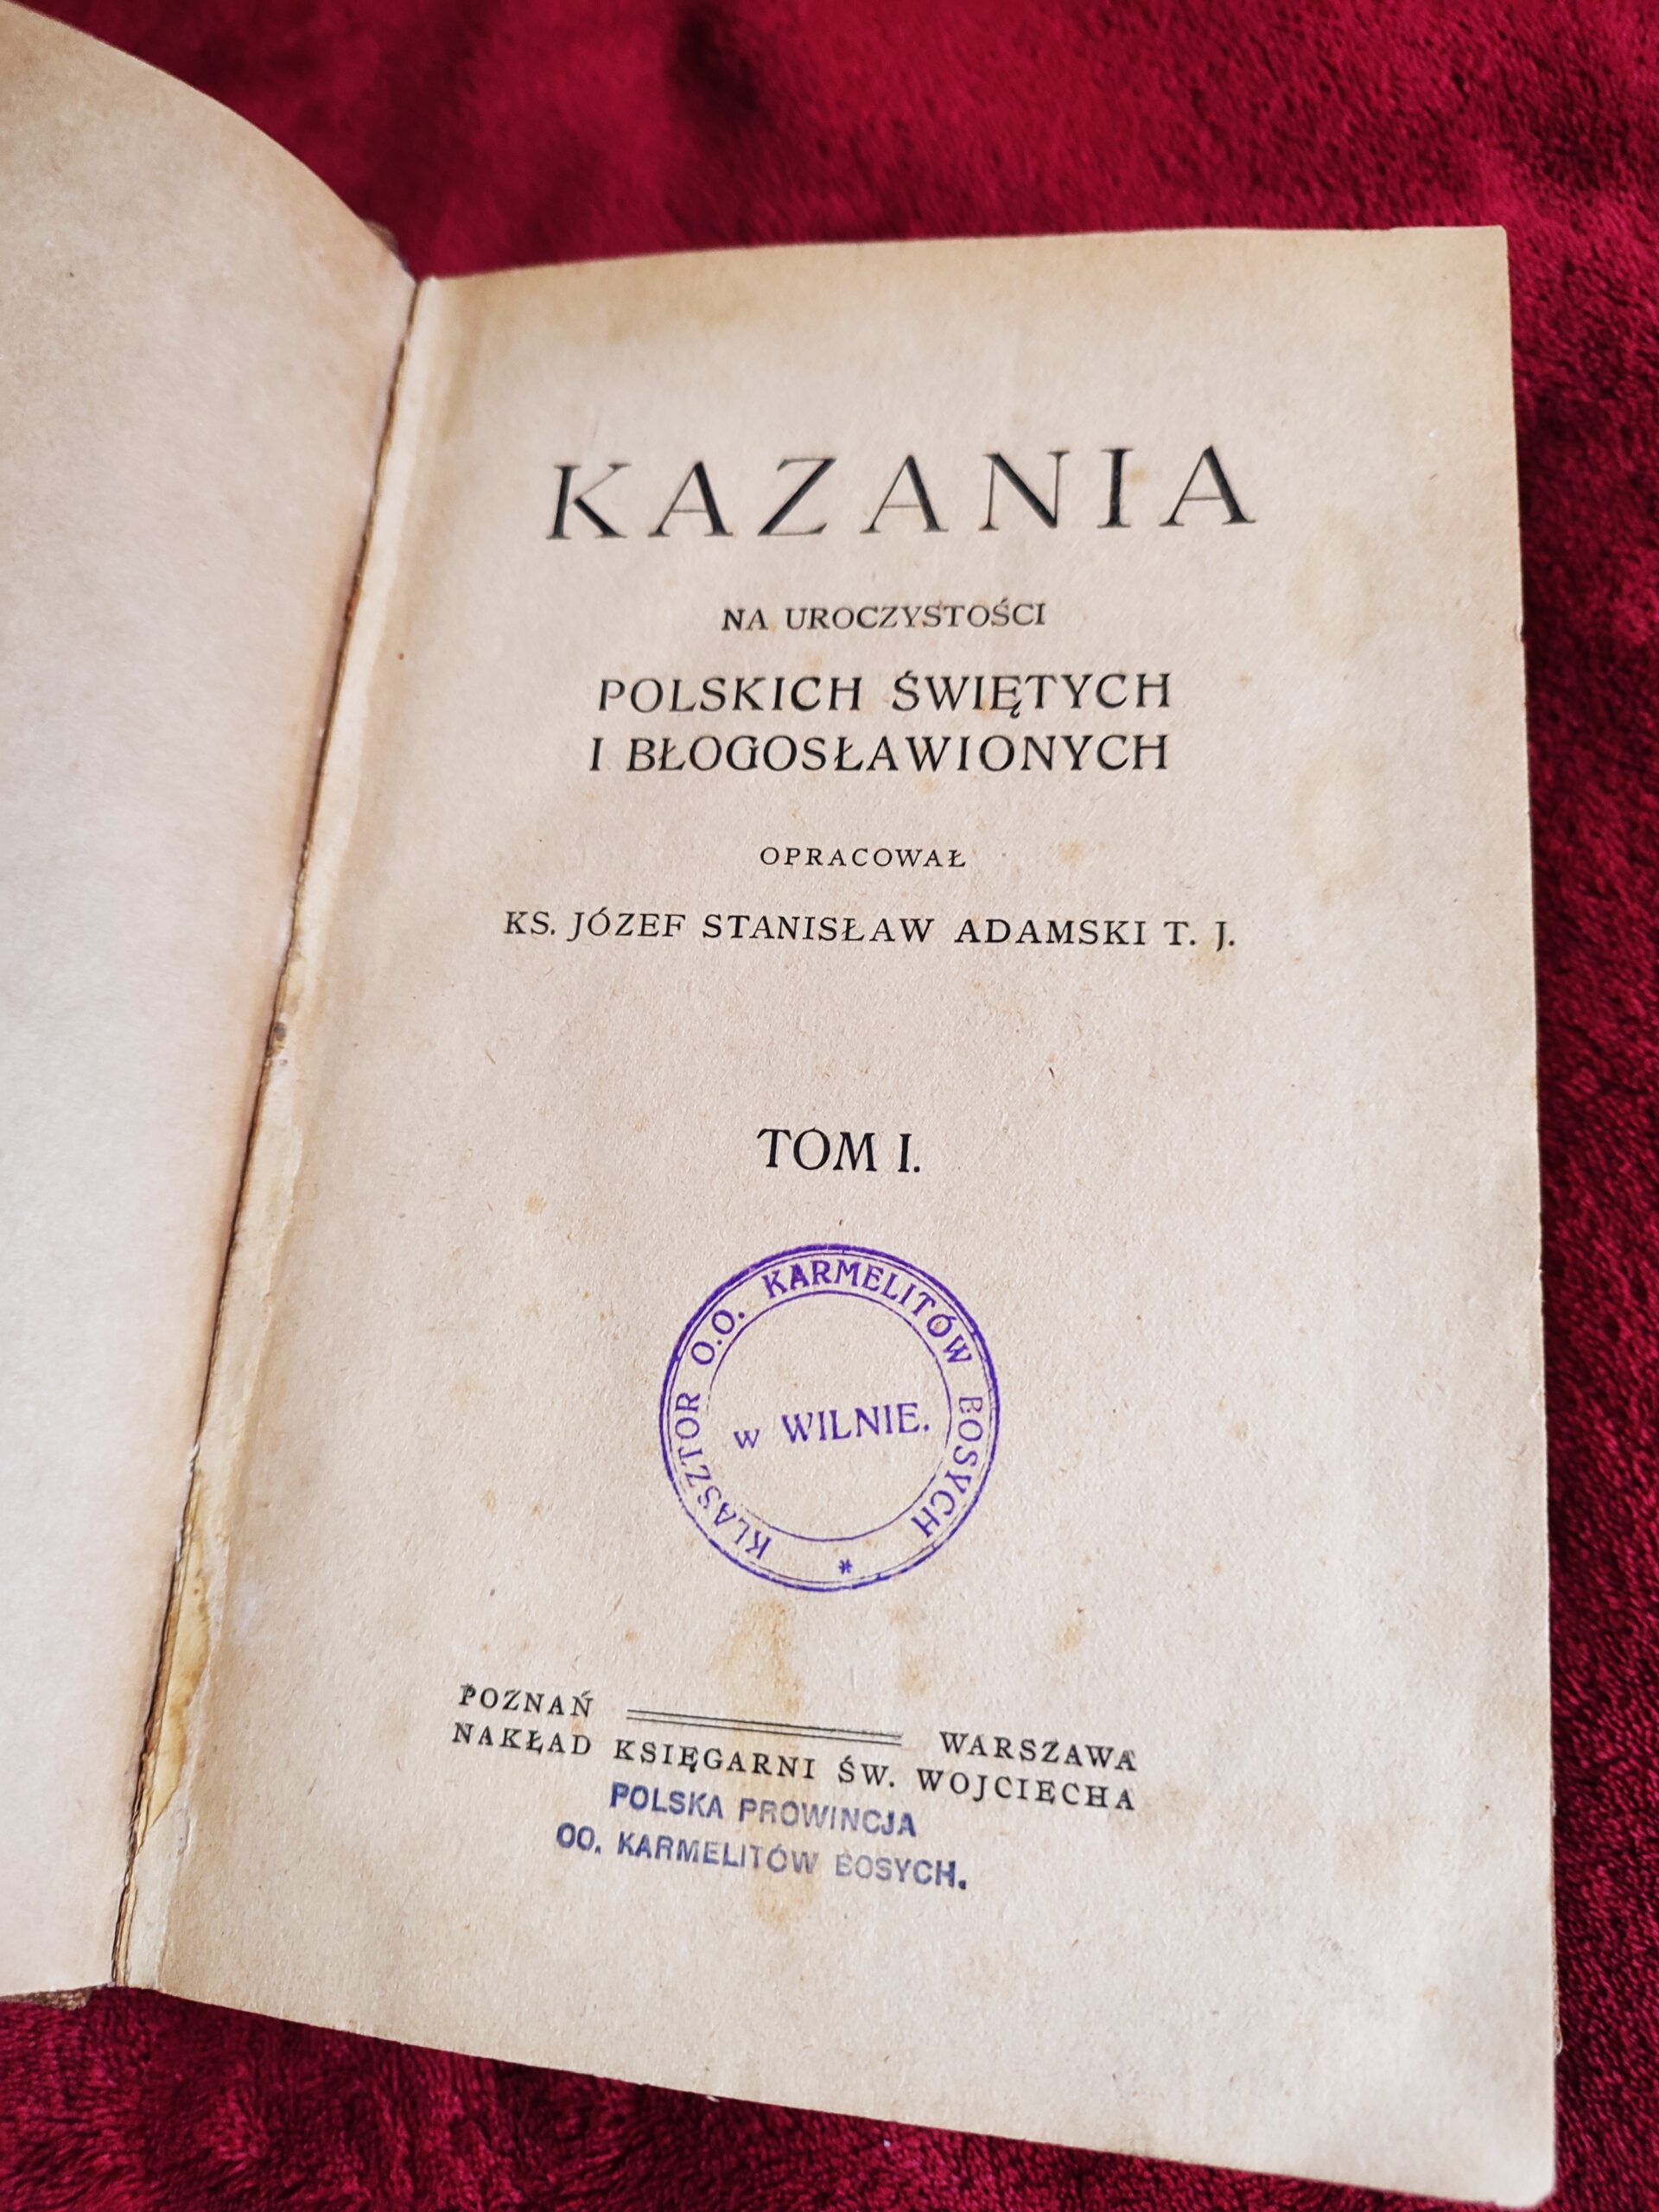 KAZANIA
NA UROCZYSTOŚCI
POLSKICH ŚWIĘTYCH
I BŁOGOSŁAWIONYCH
OPRACOWAŁ
KS. JÓZEF STANISŁAW ADAMSKI T. J.
TOM I.
KLASZTOR O.O. KARMELITÓW BOSYCH *
w WILNIE.
POZNAŃ WARSZAWA
NAKŁAD KSIĘGARNI ŚW. WOJCIECHA
POLSKA PROWINCJA
OO. KARMELITÓW BOSYCH.